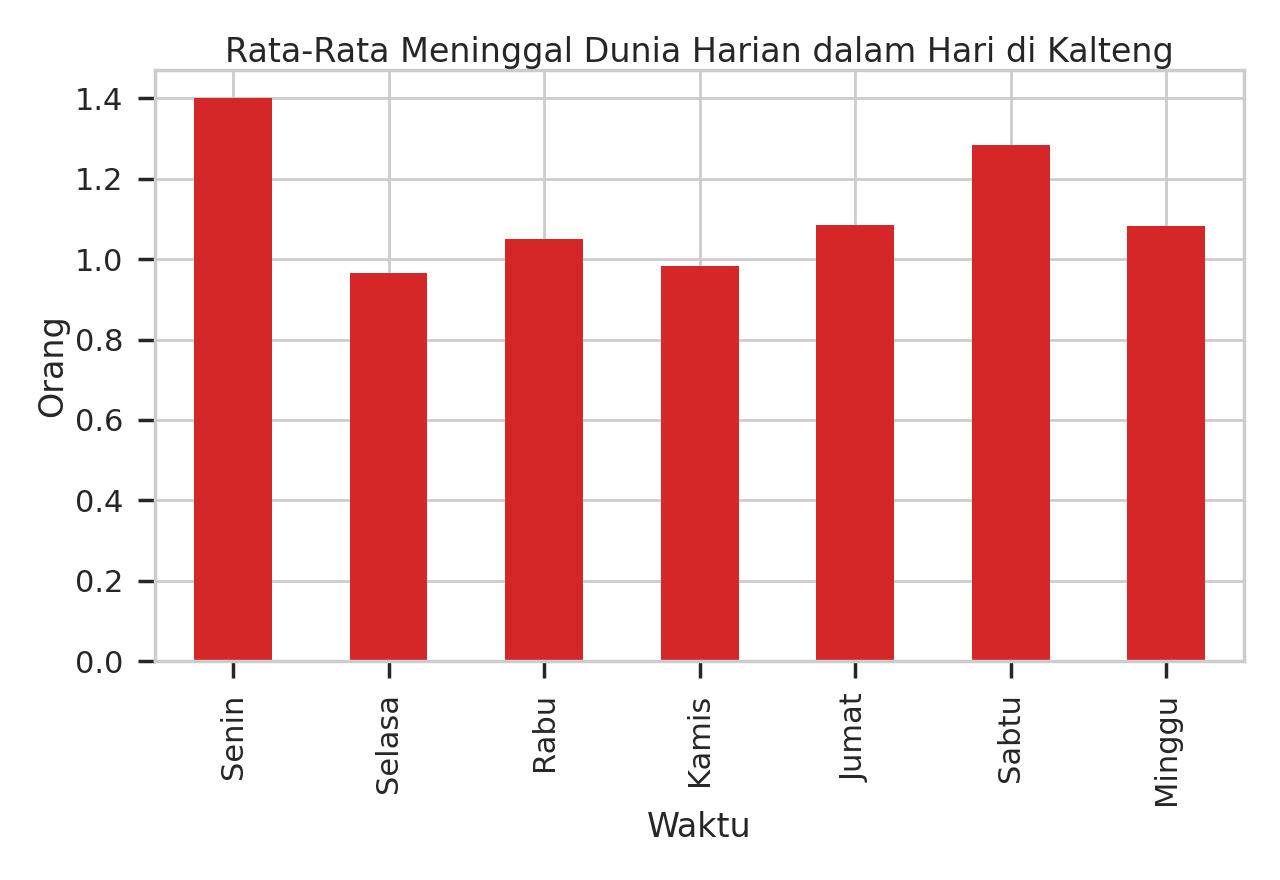 Rata-Rata Meninggal Dunia Harian dalam Hari di Kalteng
1.4
1.2
1.0
0.8
0.6
0.4
0.2
0.0
Orang
Senin
Selasa
Rabu
Kamis
Jumat
Sabtu
Minggu
Waktu